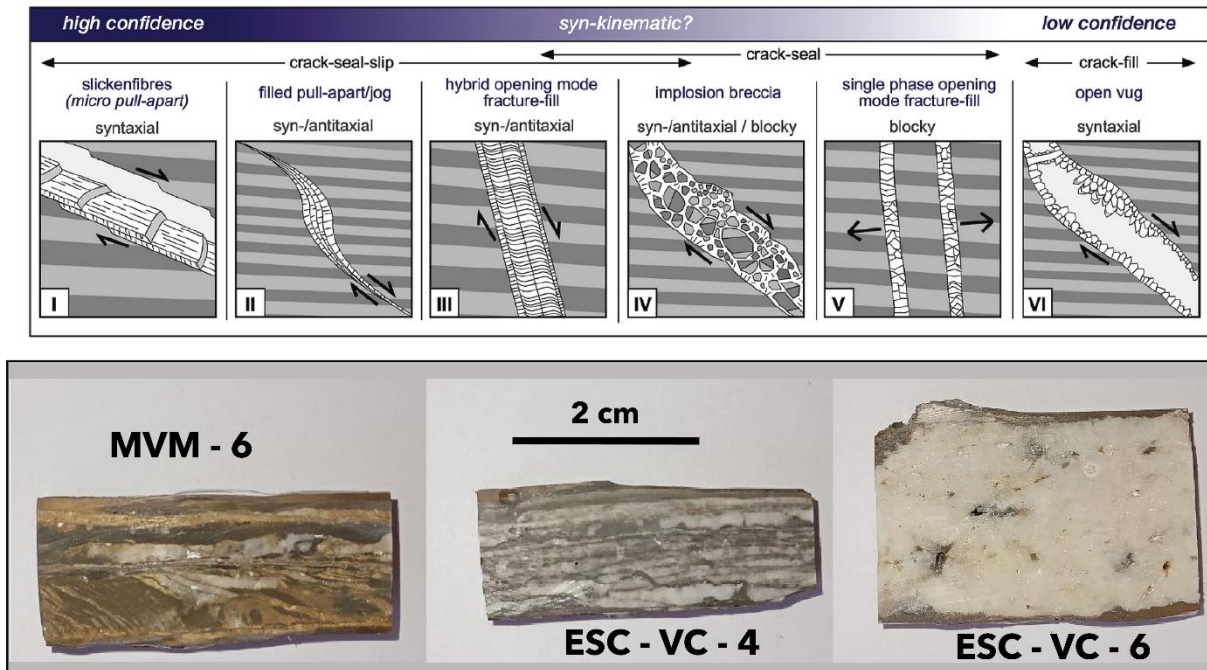 high confidence syn-kinematic? low confidence
crack-seal-slip crack-seal crack-fill
slickenfibres
(micro pull-apart)
syntaxial
I
filled pull-apart/jog
syn-/antitaxial
II
hybrid opening mode
fracture-fill
syn-/antitaxial
III
implosion breccia
syn-/antitaxial / blocky
IV
single phase opening
mode fracture-fill
blocky
V
open vug
syntaxial
VI
MVM - 6
2 cm
ESC - VC - 4
ESC - VC - 6